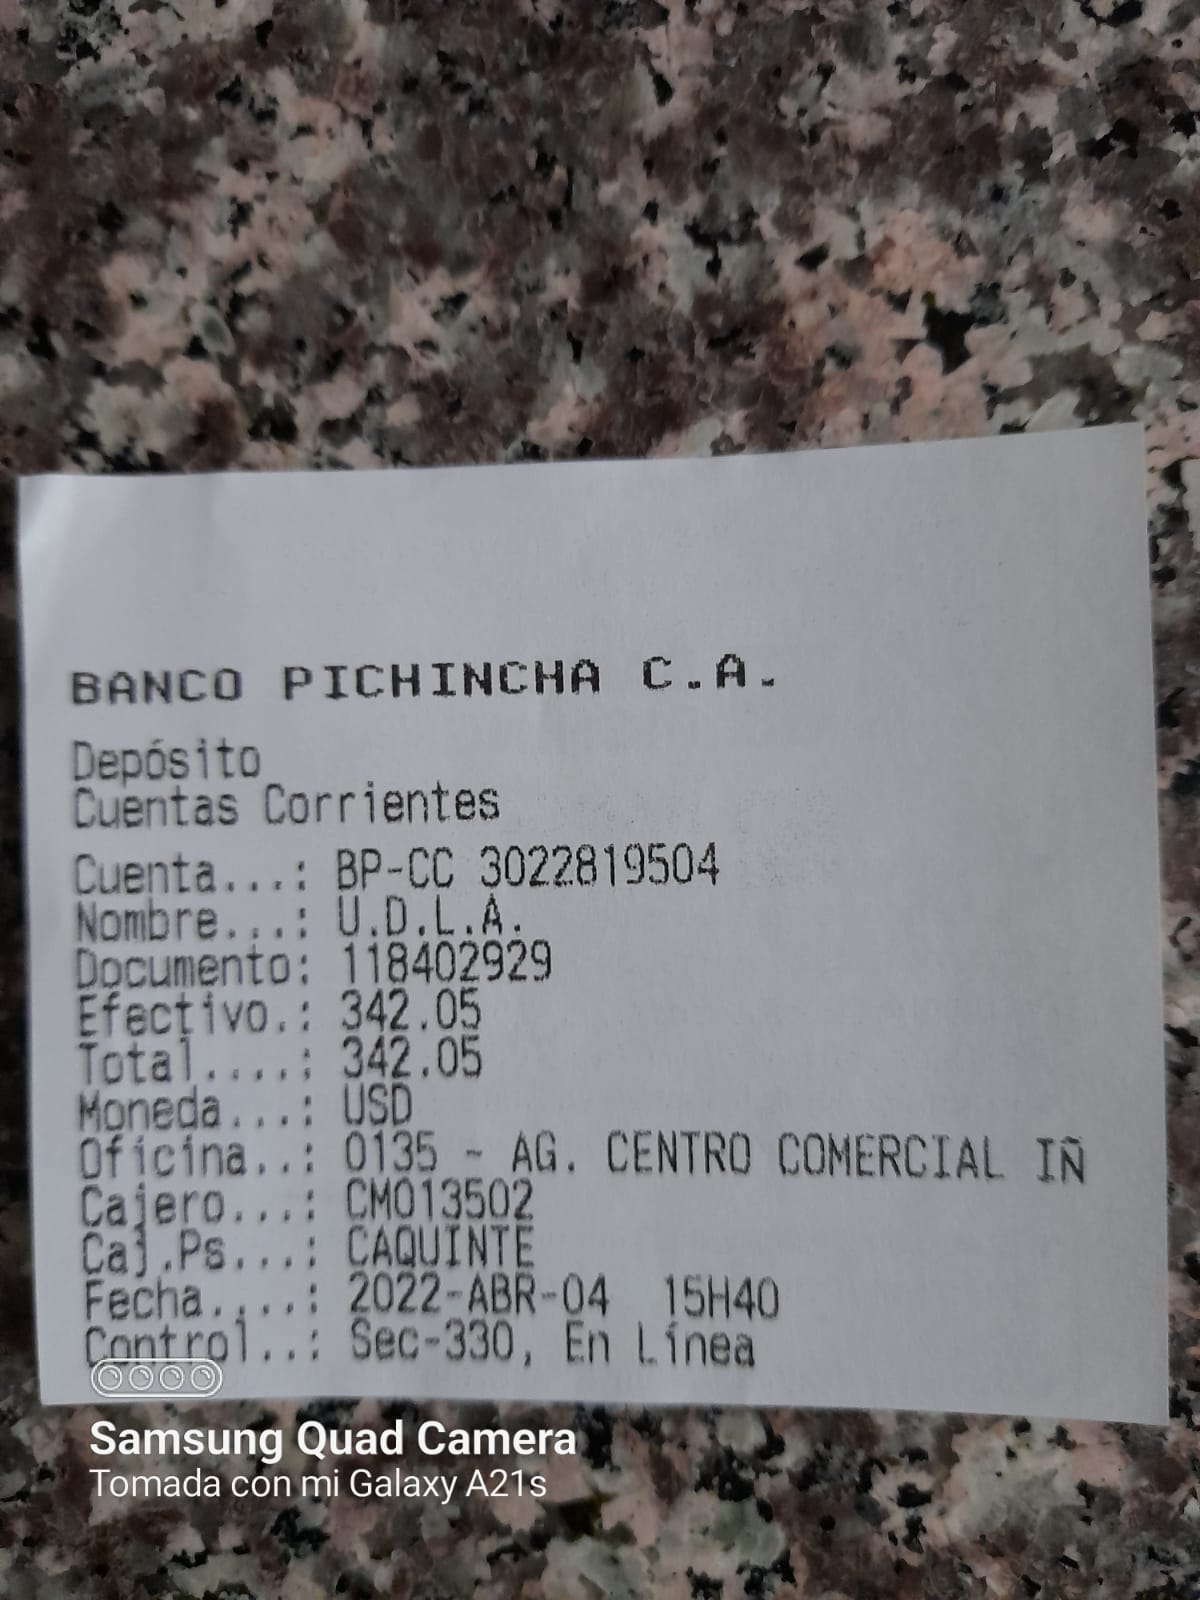 BANCO PICHINCHA C.A.
Depósito
Cuentas Corrientes
Cuenta...: BP-CC 3022819504
Nombre...: U.D.L.A.
Documento: 118402929
Efectivo.: 342.05
Total....: 342.05
Moneda...: USD
Oficina..: 0135 - AG. CENTRO COMERCIAL IÑ
Cajero...: CM013502
Caj.Ps...: CAQUINTE
Fecha....: 2022-ABR-04 15H40
Control..: Sec-330, En Línea
Samsung Quad Camera
Tomada con mi Galaxy A21s